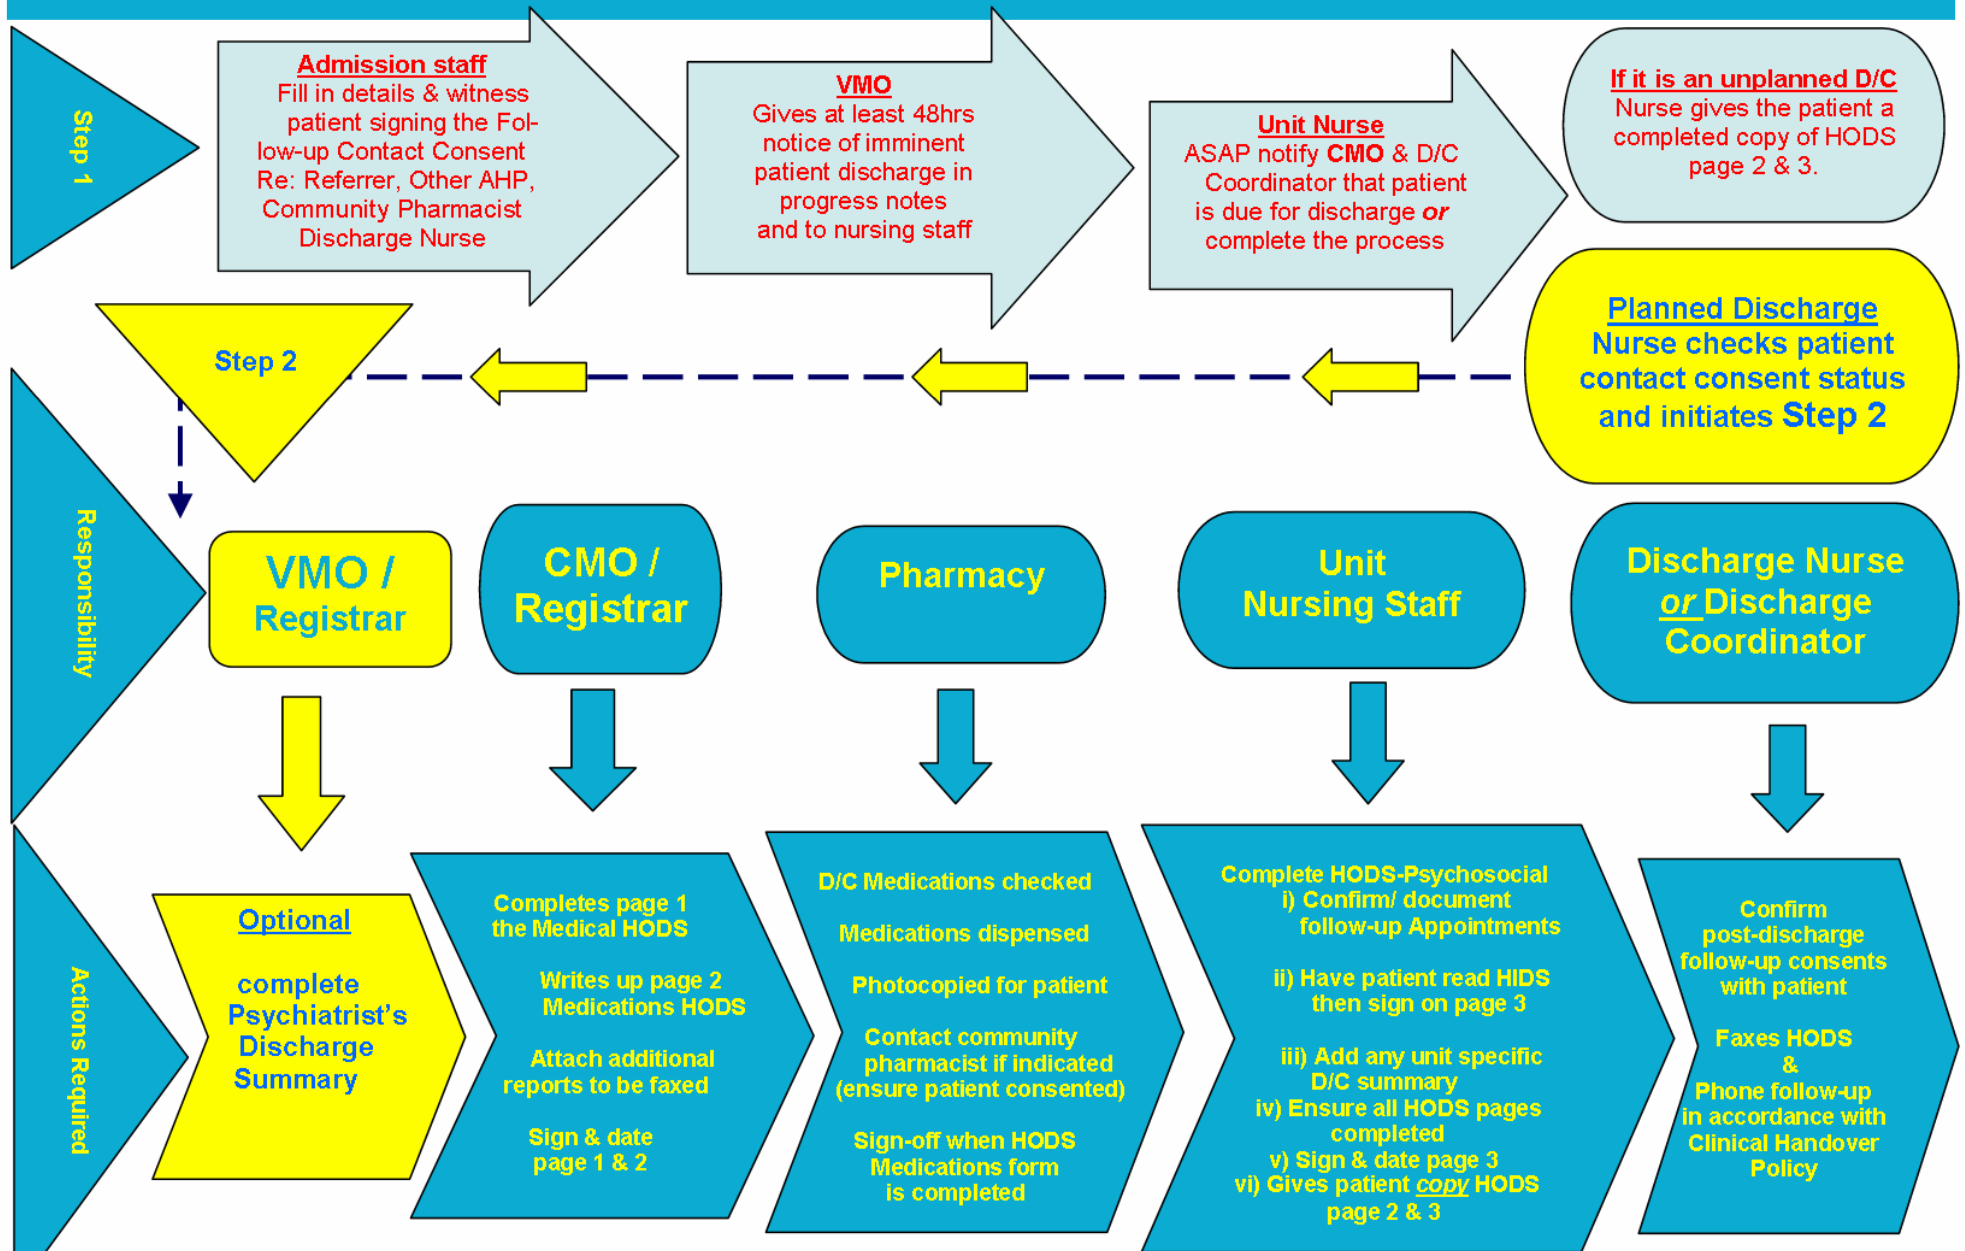 Step 1
Admission staff
Fill in details & witness
patient signing the Fol-
low-up Contact Consent
Re: Referrer, Other AHP,
Community Pharmacist
Discharge Nurse
VMO
Gives at least 48hrs
notice of imminent
patient discharge in
progress notes
and to nursing staff
Unit Nurse
ASAP notify CMO & D/C
Coordinator that patient
is due for discharge or
complete the process
If it is an unplanned D/C
Nurse gives the patient a
completed copy of HODS
page 2 & 3.
Planned Discharge
Nurse checks patient
contact consent status
and initiates Step 2
Step 2
Responsibility
VMO /
Registrar
CMO /
Registrar
Pharmacy
Unit
Nursing Staff
Discharge Nurse
or Discharge
Coordinator
Actions Required
Optional
complete
Psychiatrist's
Discharge
Summary
Completes page 1
the Medical HODS
Writes up page 2
Medications HODS
Attach additional
reports to be faxed
Sign & date
page 1 & 2
D/C Medications checked
Medications dispensed
Photocopied for patient
Contact community
pharmacist if indicated
(ensure patient consented)
Sign-off when HODS
Medications form
is completed
Complete HODS-Psychosocial
i) Confirm/ document
follow-up Appointments
ii) Have patient read HIDS
then sign on page 3
iii) Add any unit specific
D/C summary
iv) Ensure all HODS pages
completed
v) Sign & date page 3
vi) Gives patient copy HODS
page 2 & 3
Confirm
post-discharge
follow-up consents
with patient
Faxes HODS
&
Phone follow-up
in accordance with
Clinical Handover
Policy